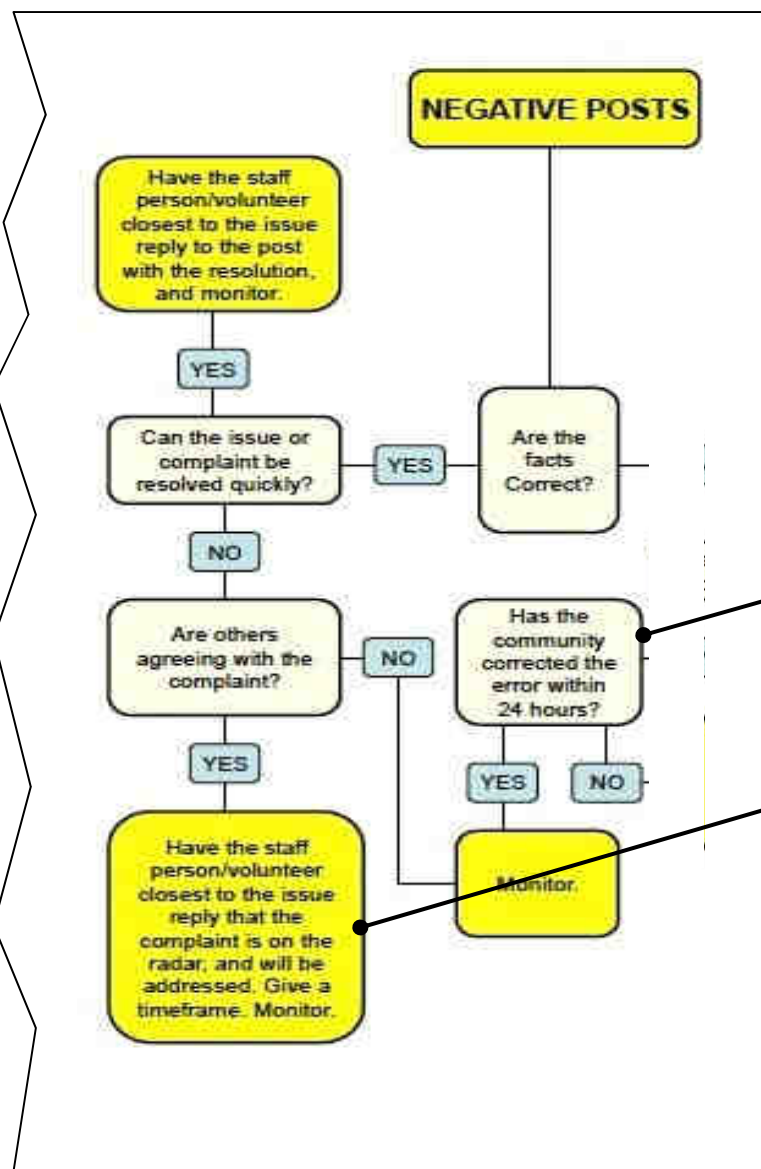 NEGATIVE POSTS
Have the staff
person/volunteer
closest to the issue
reply to the post
with the resolution,
and monitor.
YES
Can the issue or
complaint be
resolved quickly?
YES
Are the
facts
Correct?
NO
Are others
agreeing with the
complaint?
NO
Has the
community
corrected the
error within
24 hours?
YES
YES
NO
Have the staff
person/volunteer
closest to the issue
reply that the
complaint is on the
radar, and will be
addressed. Give a
timeframe. Monitor.
Monitor.